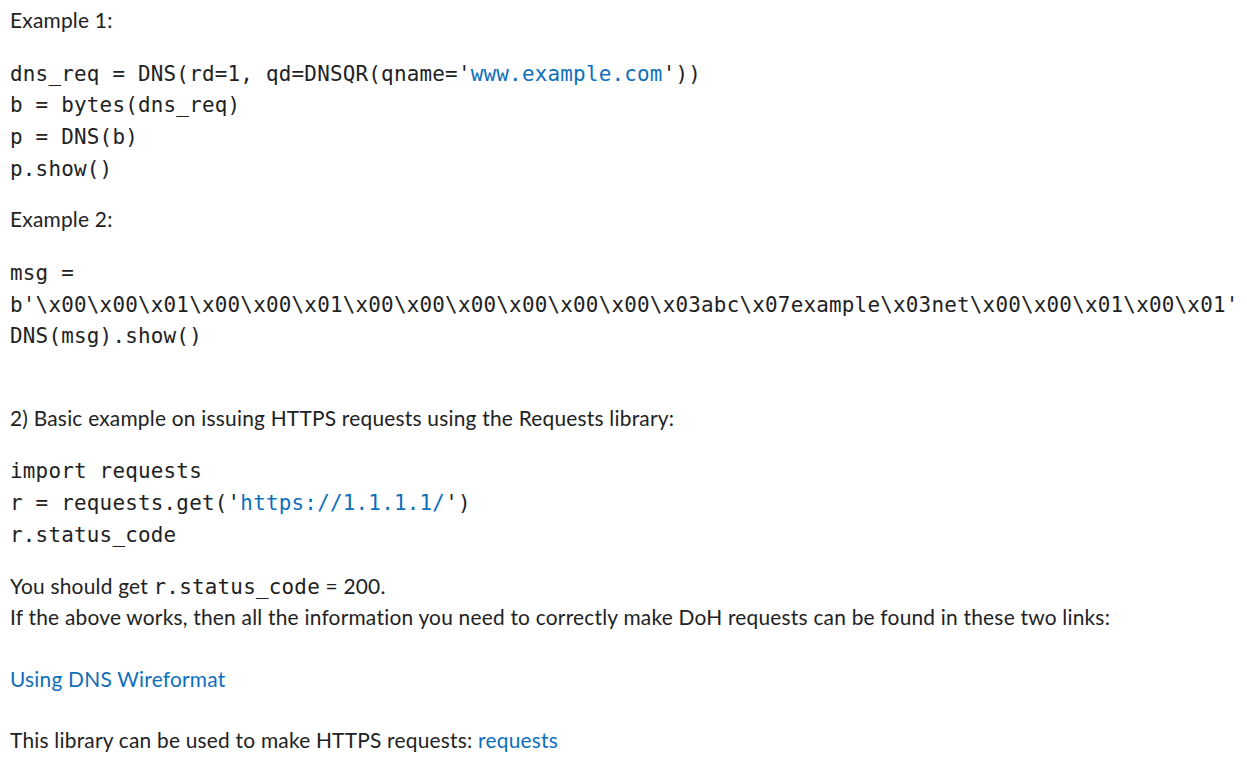 Example 1:
dns_req = DNS(rd=1, qd=DNSQR(qname='www.example.com'))
b = bytes(dns_req)
p = DNS(b)
p.show()
Example 2:
msg =
b'\x00\x00\x01\x00\x00\x01\x00\x00\x00\x00\x00\x00\x03abc\x07example\x03net\x00\x00\x01\x00\x01'
DNS(msg).show()
2) Basic example on issuing HTTPS requests using the Requests library:
import requests
r = requests.get('https://1.1.1.1/')
r.status_code
You should get r.status_code = 200.
If the above works, then all the information you need to correctly make DoH requests can be found in these two links:
Using DNS Wireformat
This library can be used to make HTTPS requests: requests